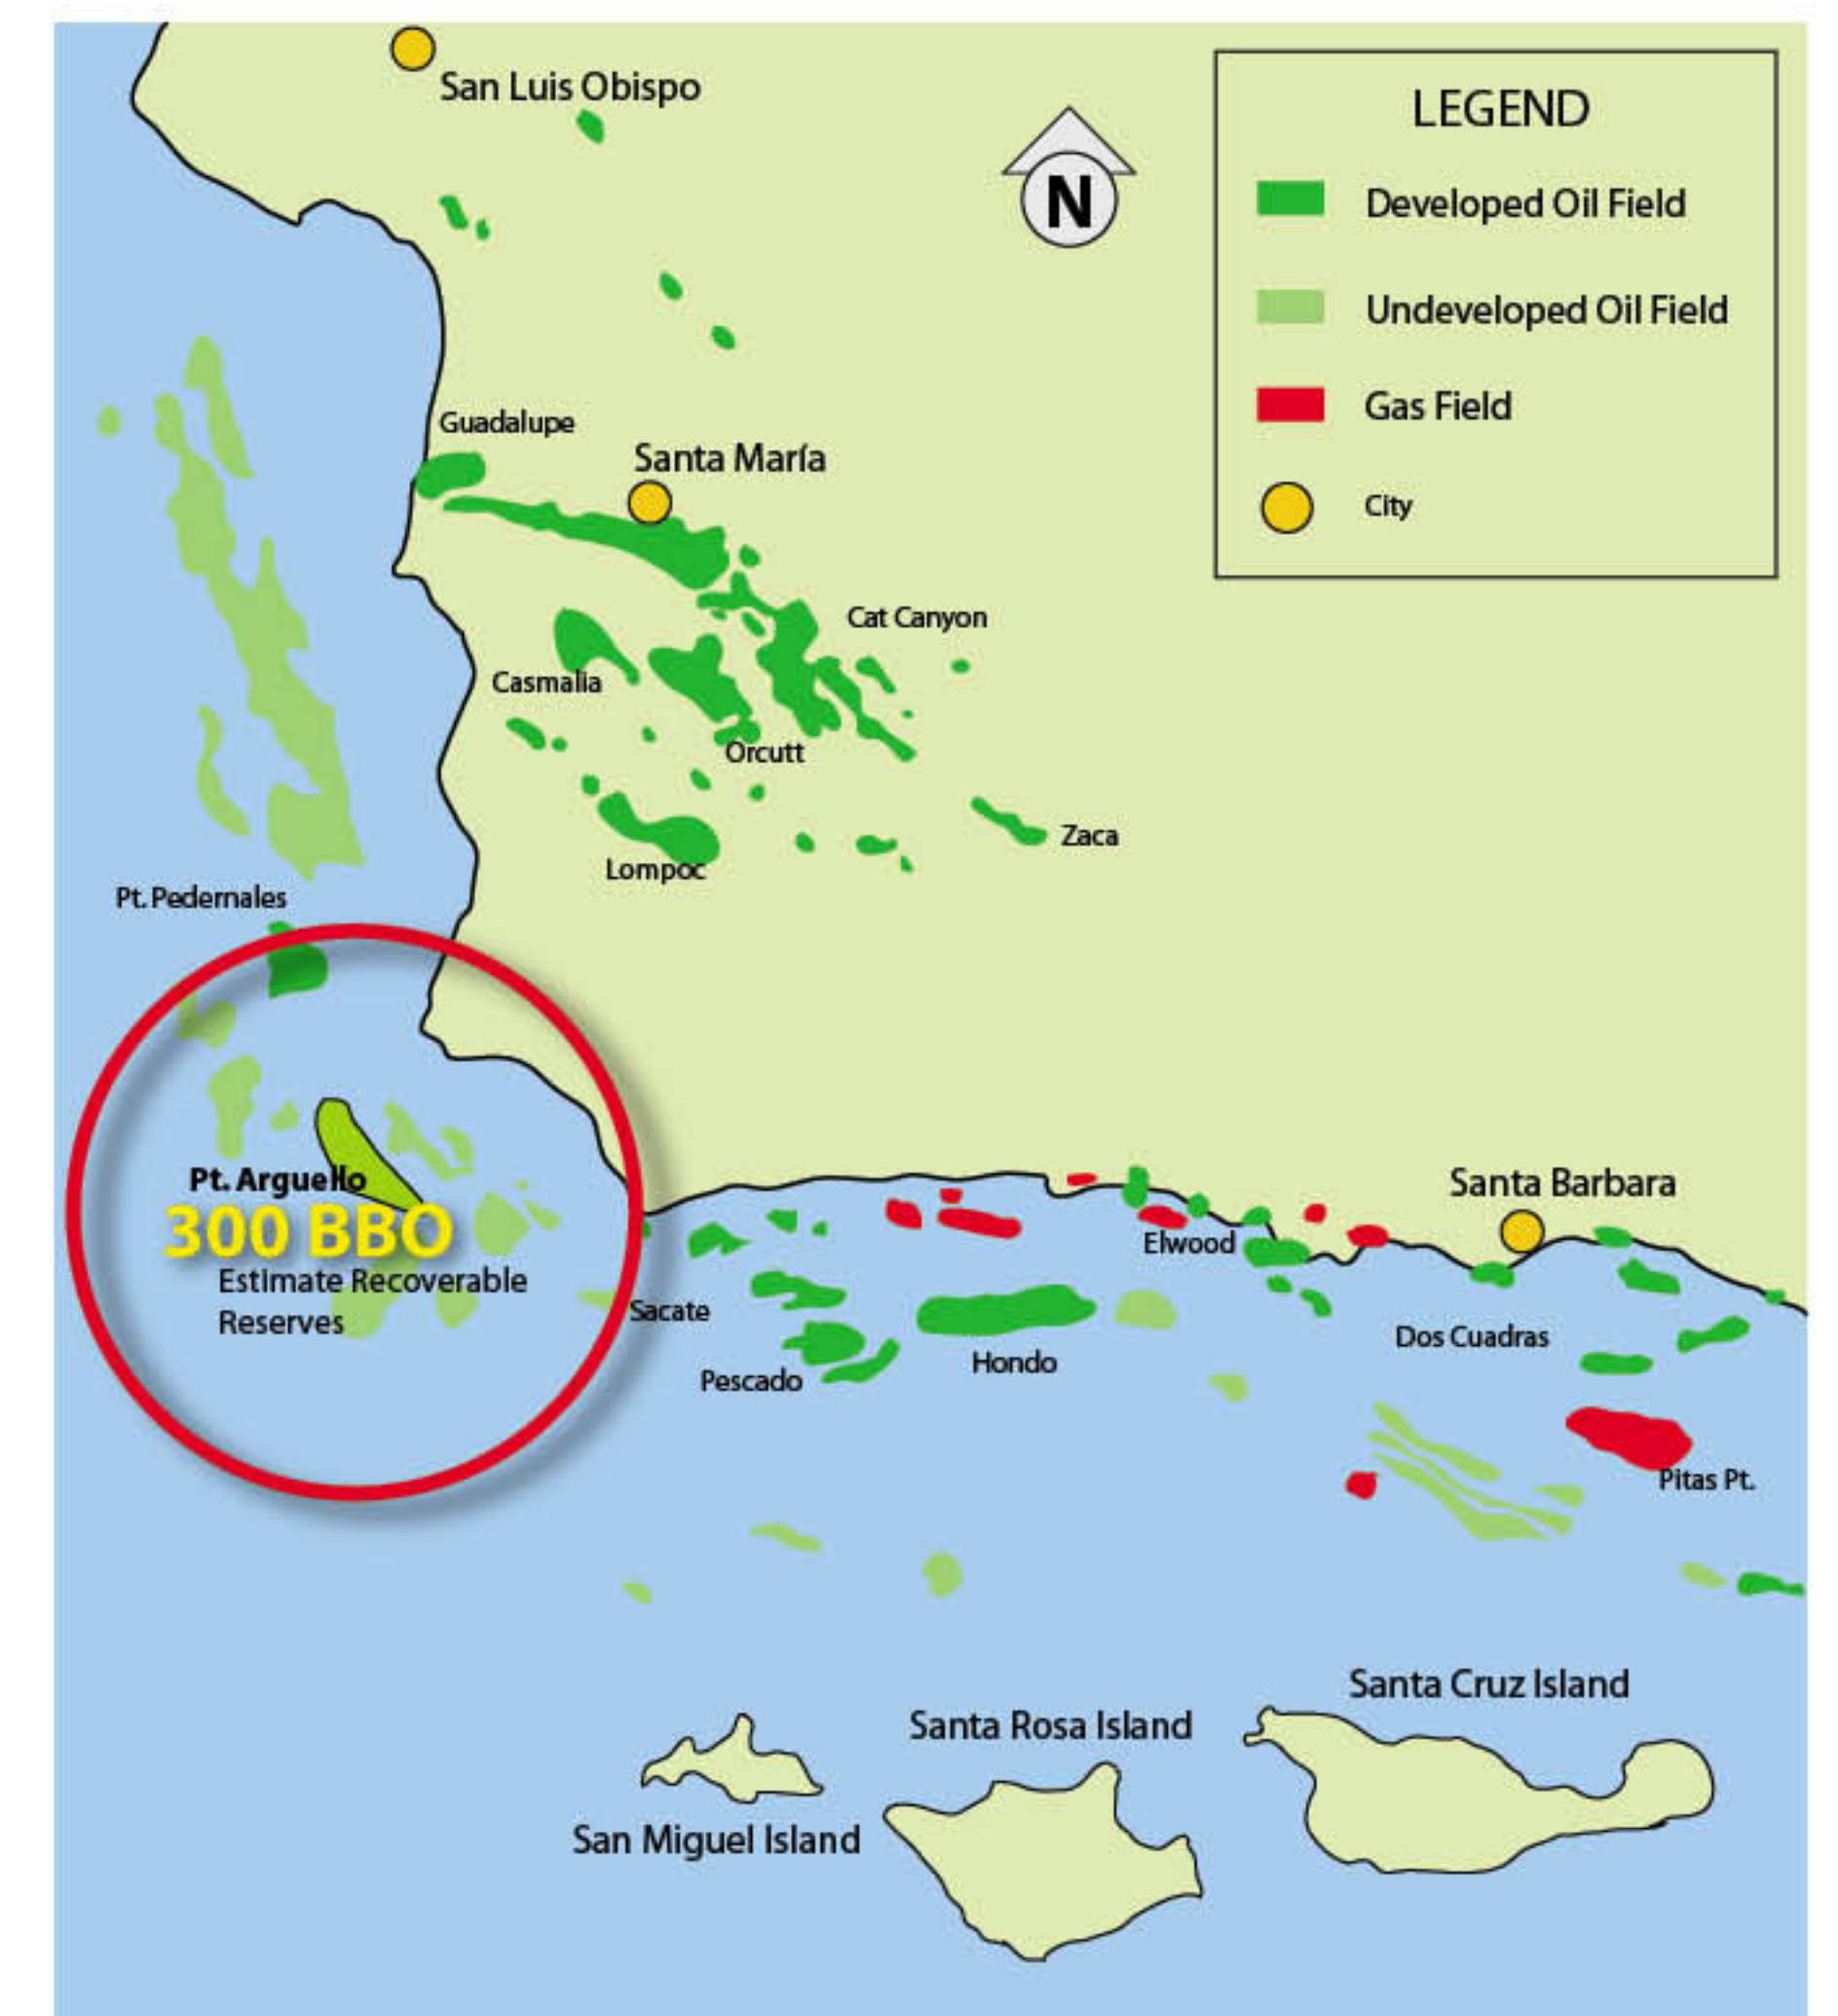 San Luis Obispo
LEGEND
N
Developed Oil Field
Undeveloped Oil Field
Gas Field
City
Guadalupe
Santa María
Cat Canyon
Casmalia
Orcutt
Zaca
Lompoc
Pt. Pedernales
Pt. Arguello
300 BBO
Estimate Recoverable
Reserves
Santa Barbara
Elwood
Sacate
Dos Cuadras
Hondo
Pescado
Pitas Pt.
Santa Cruz Island
Santa Rosa Island
San Miguel Island